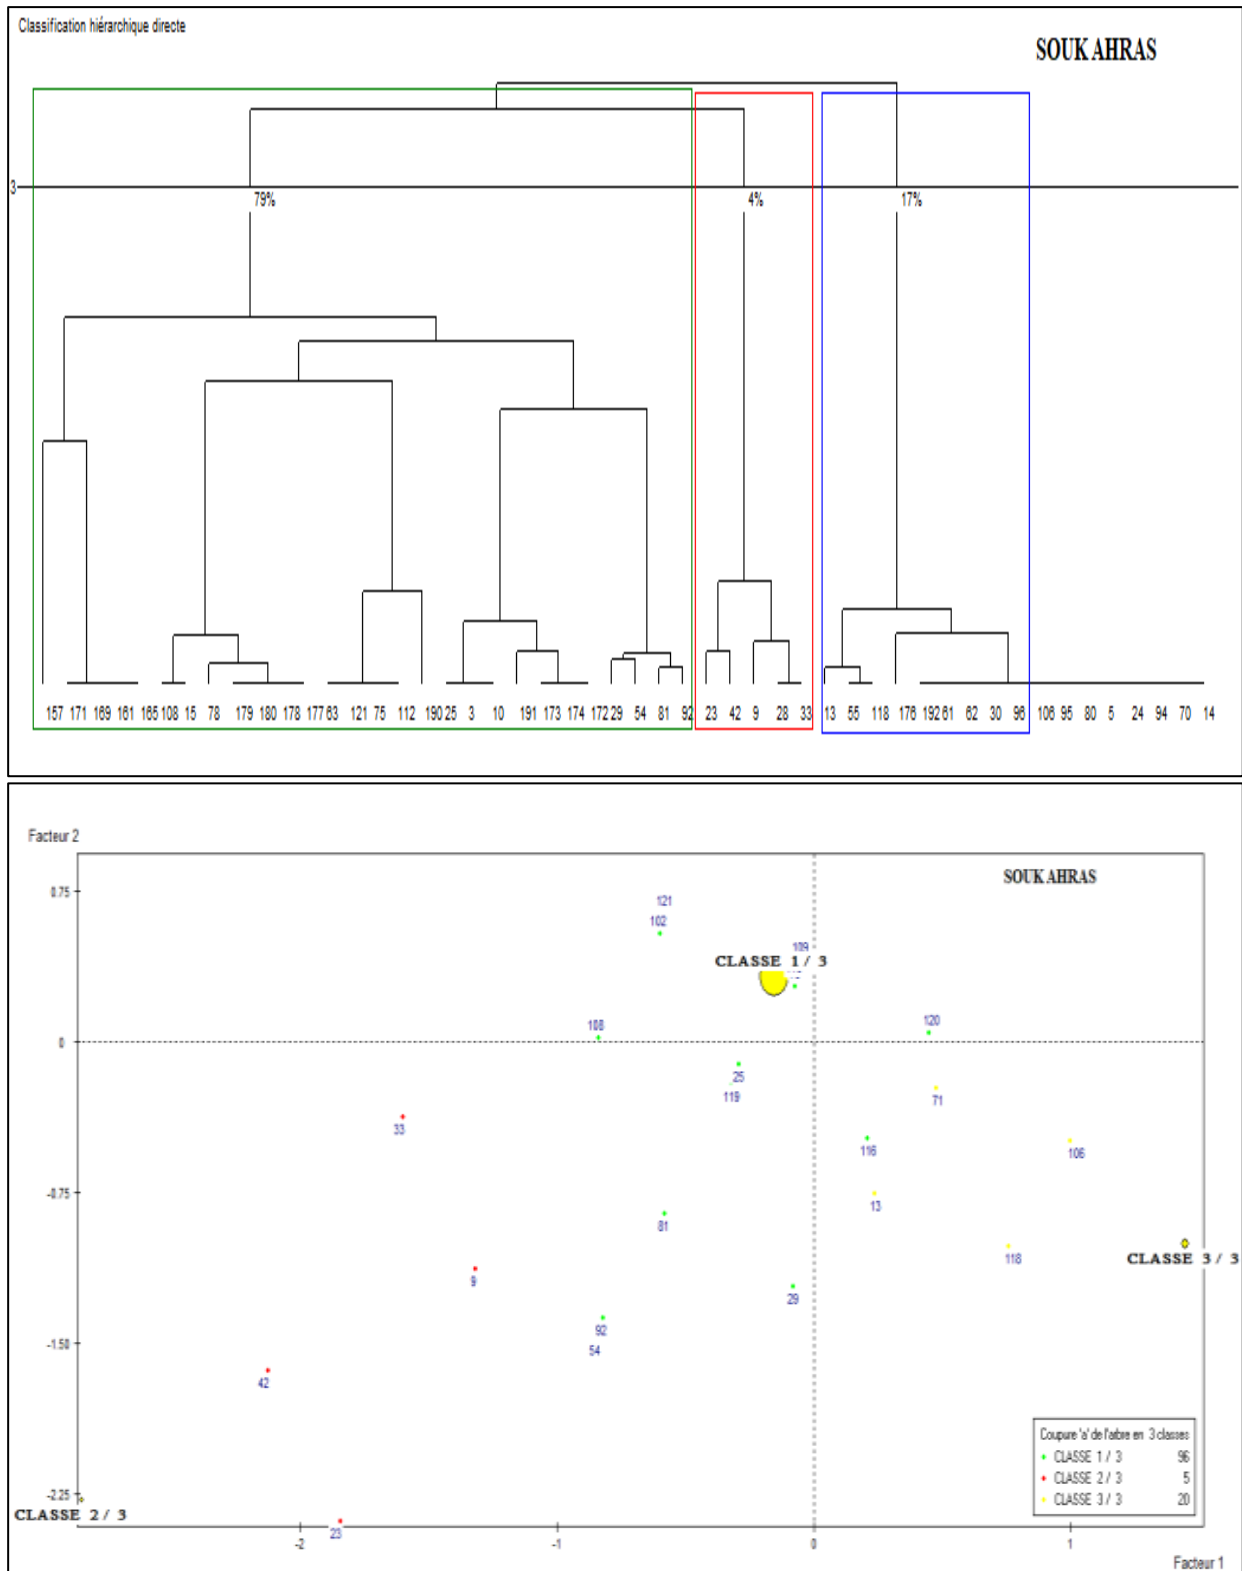 Classification hiérarchique directe
SOUK AHRAS
3
79% 4% 17%
157 171 169 161 165 108 15 78 179 180 178 177 63 121 75 112 190 25 3 10 191 173 174 172 29 54 81 92 23 42 9 28 33 13 55 118 176 192 61 62 30 96 106 95 80 5 24 94 70 14
Facteur 2
SOUK AHRAS
0.75
121
102
109
CLASSE 1 / 3
108
120
0
25
119
71
33
116
106
-0.75
13
81
118
CLASSE 3 / 3
9
29
92
-1.50
54
42
-2.25
CLASSE 2 / 3
23
Coupure 'a' de l'arbre en 3 classes
CLASSE 1 / 3 96
CLASSE 2 / 3 5
CLASSE 3 / 3 20
-2 -1 0 1
Facteur 1